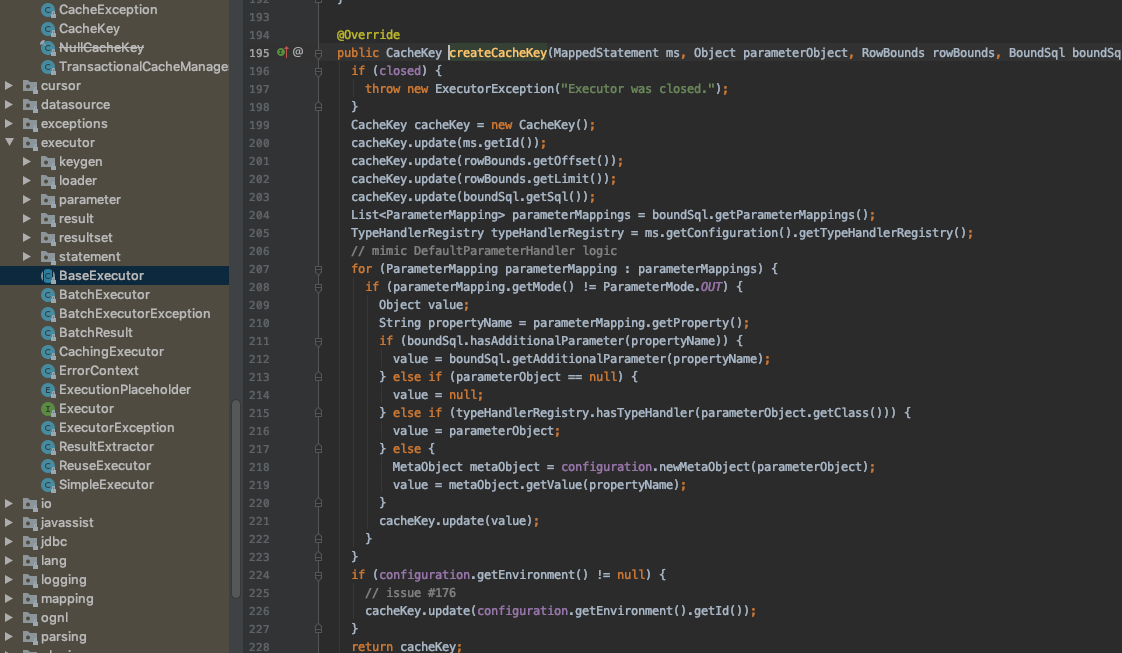 CacheException
CacheKey
NullCacheKey
TransactionalCacheManage
cursor
datasource
exceptions
executor
keygen
loader
parameter
result
resultset
statement
BaseExecutor
BatchExecutor
BatchExecutorException
BatchResult
CachingExecutor
ErrorContext
ExecutionPlaceholder
Executor
ExecutorException
ResultExtractor
ReuseExecutor
SimpleExecutor
io
javassist
jdbc
lang
logging
mapping
ognl
parsing
193
194 @Override
195 @ public CacheKey createCacheKey(MappedStatement ms, Object parameterObject, RowBounds rowBounds, BoundSql boundSq
196 if (closed) {
197 throw new ExecutorException("Executor was closed.");
198 }
199 CacheKey cacheKey = new CacheKey();
200 cacheKey.update(ms.getId());
201 cacheKey.update(rowBounds.getOffset());
202 cacheKey.update(rowBounds.getLimit());
203 cacheKey.update(boundSql.getSql());
204 List<ParameterMapping> parameterMappings = boundSql.getParameterMappings();
205 TypeHandlerRegistry typeHandlerRegistry = ms.getConfiguration().getTypeHandlerRegistry();
206 // mimic DefaultParameterHandler logic
207 for (ParameterMapping parameterMapping : parameterMappings) {
208 if (parameterMapping.getMode() != ParameterMode.OUT) {
209 Object value;
210 String propertyName = parameterMapping.getProperty();
211 if (boundSql.hasAdditionalParameter(propertyName)) {
212 value = boundSql.getAdditionalParameter(propertyName);
213 } else if (parameterObject == null) {
214 value = null;
215 } else if (typeHandlerRegistry.hasTypeHandler(parameterObject.getClass())) {
216 value = parameterObject;
217 } else {
218 MetaObject metaObject = configuration.newMetaObject(parameterObject);
219 value = metaObject.getValue(propertyName);
220 }
221 cacheKey.update(value);
222 }
223 }
224 if (configuration.getEnvironment() != null) {
225 // issue #176
226 cacheKey.update(configuration.getEnvironment().getId());
227 }
228 return cacheKey;